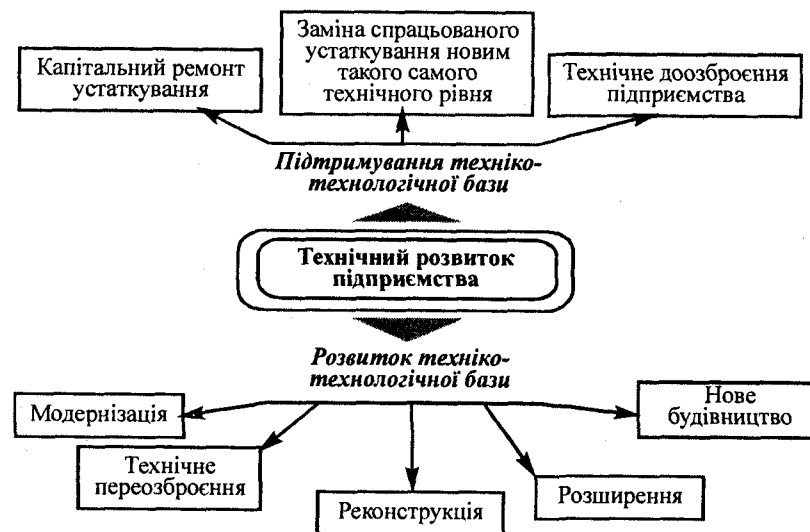 Капітальний ремонт
устаткування
Заміна спрацьованого
устаткування новим
такого самого
технічного рівня
Технічне доозброєння
підприємства
Підтримування техніко-
технологічної бази
Технічний розвиток
підприємства
Розвиток техніко-
технологічної бази
Модернізація
Технічне
переозброєння
Реконструкція
Розширення
Нове
будівництво